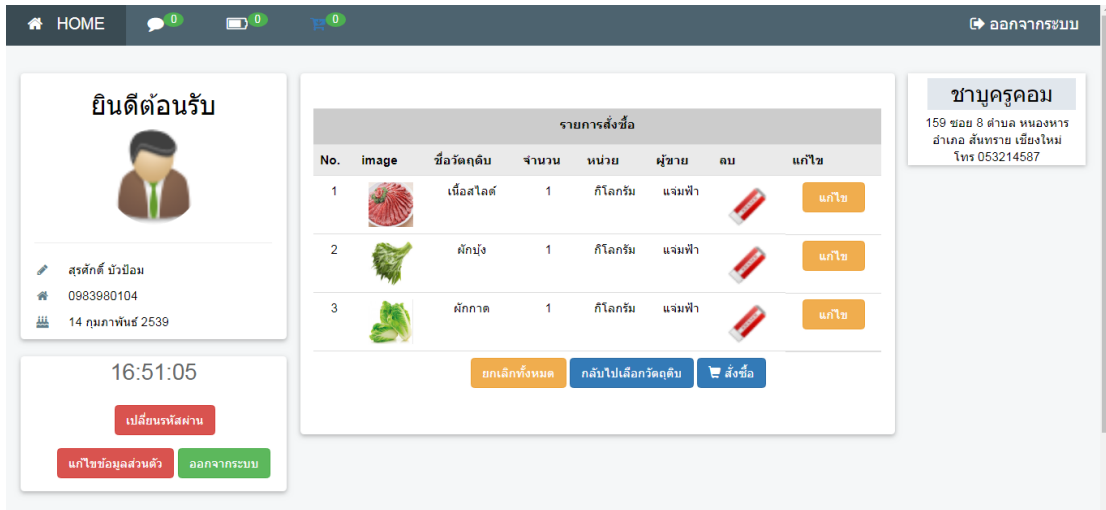 HOME 0 0 0 ออกจากระบบ
ยินดีต้อนรับ
สุรศักดิ์ บัวป้อม
0983980104
14 กุมภาพันธ์ 2539
16:51:05
เปลี่ยนรหัสผ่าน
แก้ไขข้อมูลส่วนตัว ออกจากระบบ
รายการสั่งซื้อ
No. image ชื่อวัตถุดิบ จำนวน หน่วย ผู้ขาย ลบ แก้ไข
1 เนื้อสไลด์ 1 กิโลกรัม แจ่มฟ้า แก้ไข
2 ผักบุ้ง 1 กิโลกรัม แจ่มฟ้า แก้ไข
3 ผักกาด 1 กิโลกรัม แจ่มฟ้า แก้ไข
ยกเลิกทั้งหมด กลับไปเลือกวัตถุดิบ สั่งซื้อ
ชาบูครูคอม
159 ซอย 8 ตำบล หนองหาร
อำเภอ สันทราย เชียงใหม่
โทร 053214587